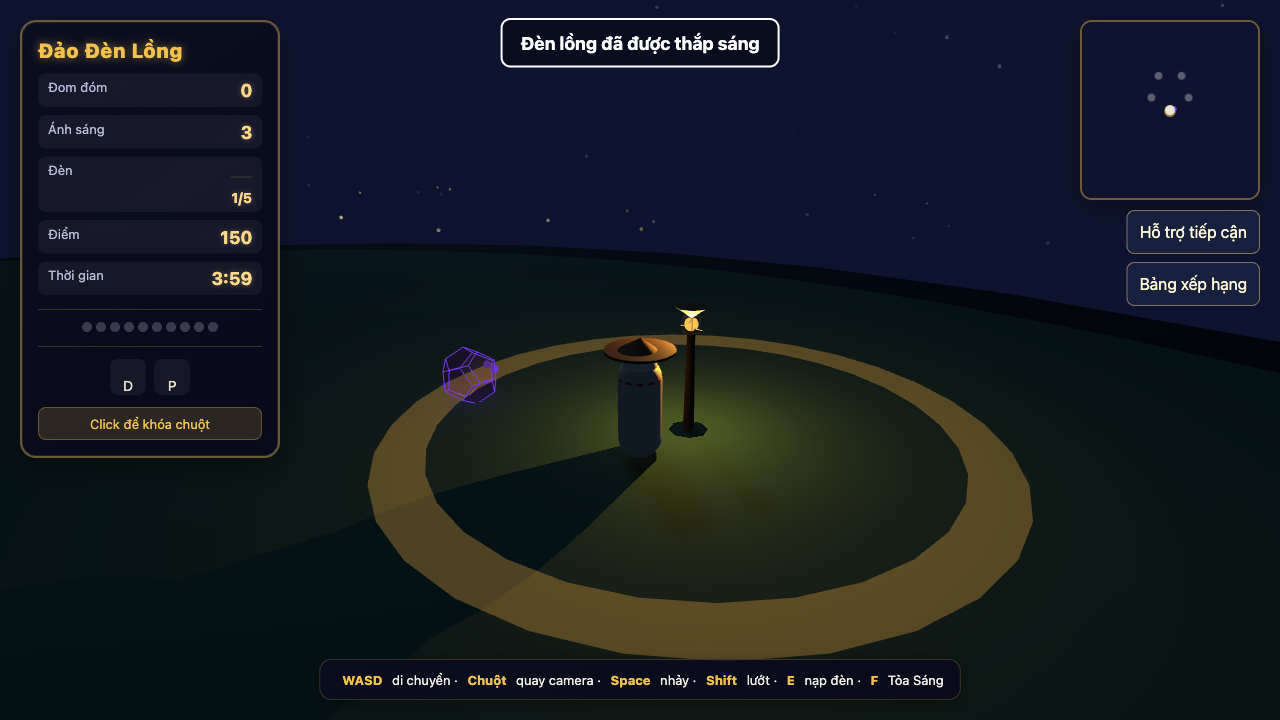 Đảo Đèn Lồng
Đom đóm 0
Ánh sáng 3
Đèn
1/5
Điểm 150
Thời gian 3:59
D P
Click để khóa chuột
Đèn lồng đã được thắp sáng
Hỗ trợ tiếp cận
Bảng xếp hạng
WASD di chuyển · Chuột quay camera · Space nhảy · Shift lướt · E nạp đèn · F Tỏa Sáng